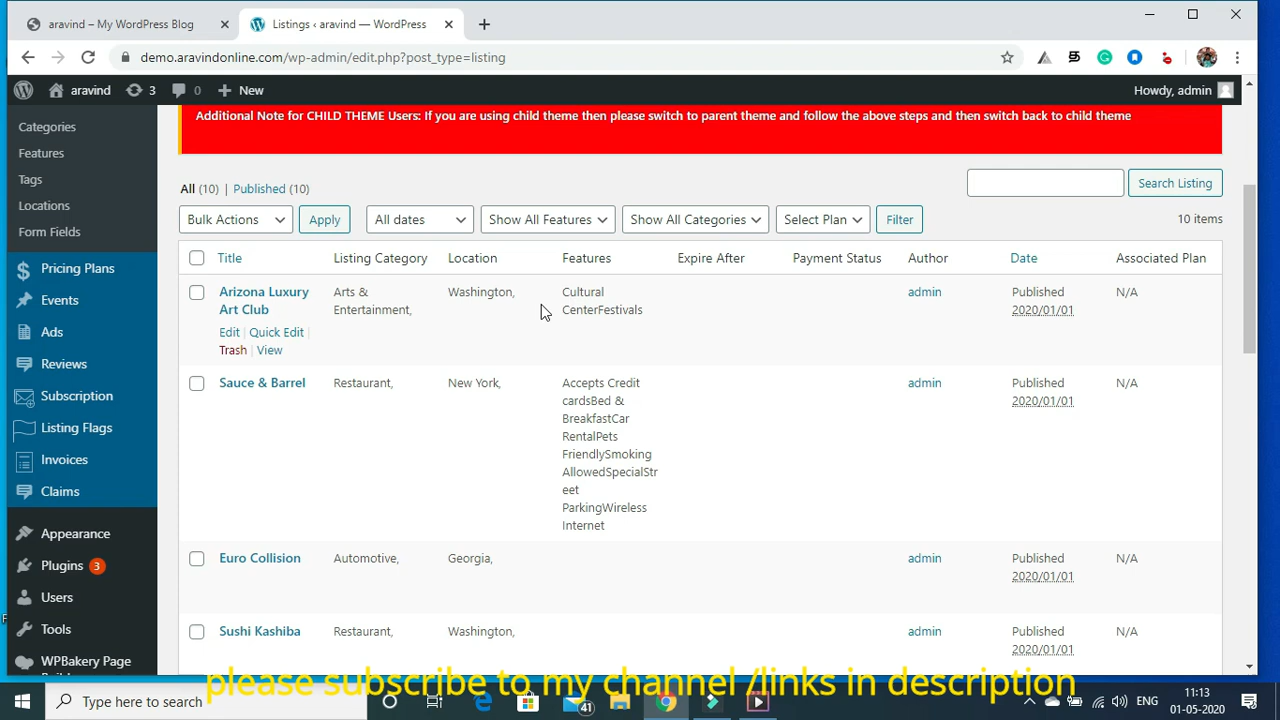 aravind – My WordPress Blog
Listings ‹ aravind — WordPress
demo.aravindonline.com/wp-admin/edit.php?post_type=listing
aravind 3 0 + New Howdy, admin
Additional Note for CHILD THEME Users: If you are using child theme then please switch to parent theme and follow the above steps and then switch back to child theme
Categories
Features
Tags
Locations
Form Fields
Pricing Plans
Events
Ads
Reviews
Subscription
Listing Flags
Invoices
Claims
Appearance
Plugins 3
Users
Tools
WPBakery Page
All (10) | Published (10)
Search Listing
Bulk Actions Apply All dates Show All Features Show All Categories Select Plan Filter 10 items
Title Listing Category Location Features Expire After Payment Status Author Date Associated Plan
Arizona Luxury Arts & Washington, Cultural admin Published N/A
Art Club Entertainment, CenterFestivals 2020/01/01
Edit | Quick Edit |
Trash | View
Sauce & Barrel Restaurant, New York, Accepts Credit admin Published N/A
cardsBed & 2020/01/01
BreakfastCar
RentalPets
FriendlySmoking
AllowedSpecialStr
eet
ParkingWireless
Internet
Euro Collision Automotive, Georgia, admin Published N/A
2020/01/01
Sushi Kashiba Restaurant, Washington, admin Published N/A
2020/01/01
please subscribe to my channel /links in description
Type here to search
41
ENG
11:13
01-05-2020